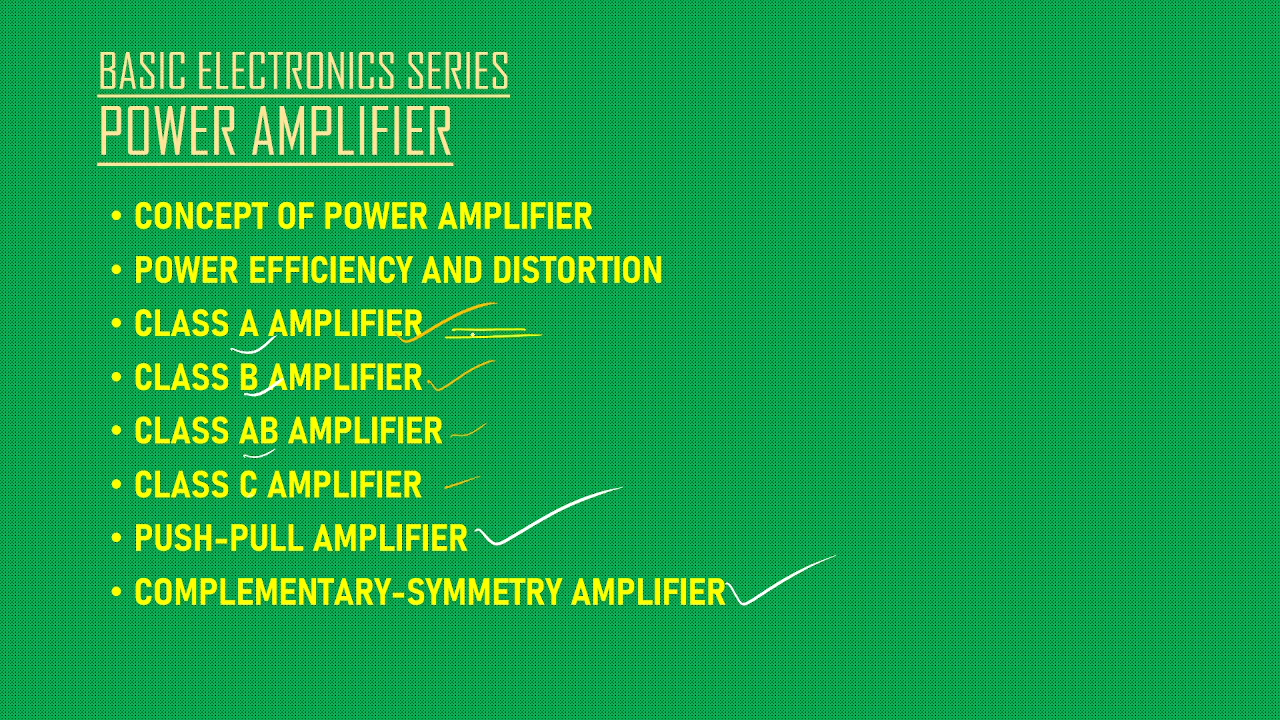 BASIC ELECTRONICS SERIES
POWER AMPLIFIER
• CONCEPT OF POWER AMPLIFIER
• POWER EFFICIENCY AND DISTORTION
• CLASS A AMPLIFIER
• CLASS B AMPLIFIER
• CLASS AB AMPLIFIER
• CLASS C AMPLIFIER
• PUSH-PULL AMPLIFIER
• COMPLEMENTARY-SYMMETRY AMPLIFIER